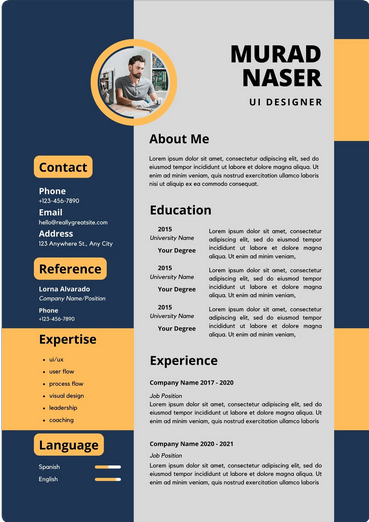 MURAD
NASER
UI DESIGNER
Contact
Phone
+123-456-7890
Email
hello@reallygreatsite.com
Address
123 Anywhere St., Any City
Reference
Lorna Alvarado
Company Name/Position
Phone
+123-456-7890
Expertise
ui/ux
user flow
process flow
visual design
leadership
coaching
Language
Spanish
English
About Me
Lorem ipsum dolor sit amet, consectetur adipiscing elit, sed do
eiusmod tempor incididunt ut labore et dolore magna aliqua. Ut
enim ad minim veniam, quis nostrud exercitation ullamco laboris
nisi ut aliquip ex ea commodo consequat.
Education
2015
University Name
Your Degree
Lorem ipsum dolor sit amet, consectetur
adipiscing elit, sed do eiusmod tempor
incididunt ut labore et dolore magna
aliqua. Ut enim ad minim veniam,
2015
University Name
Your Degree
Lorem ipsum dolor sit amet, consectetur
adipiscing elit, sed do eiusmod tempor
incididunt ut labore et dolore magna
aliqua. Ut enim ad minim veniam,
2015
University Name
Your Degree
Lorem ipsum dolor sit amet, consectetur
adipiscing elit, sed do eiusmod tempor
incididunt ut labore et dolore magna
aliqua. Ut enim ad minim veniam,
Experience
Company Name 2017 - 2020
Job Position
Lorem ipsum dolor sit amet, consectetur adipiscing elit, sed do
eiusmod tempor incididunt ut labore et dolore magna aliqua. Ut
enim ad minim veniam, quis nostrud exercitation ullamco laboris
Company Name 2020 - 2021
Job Position
Lorem ipsum dolor sit amet, consectetur adipiscing elit, sed do
eiusmod tempor incididunt ut labore et dolore magna aliqua. Ut
enim ad minim veniam, quis nostrud exercitation ullamco laboris